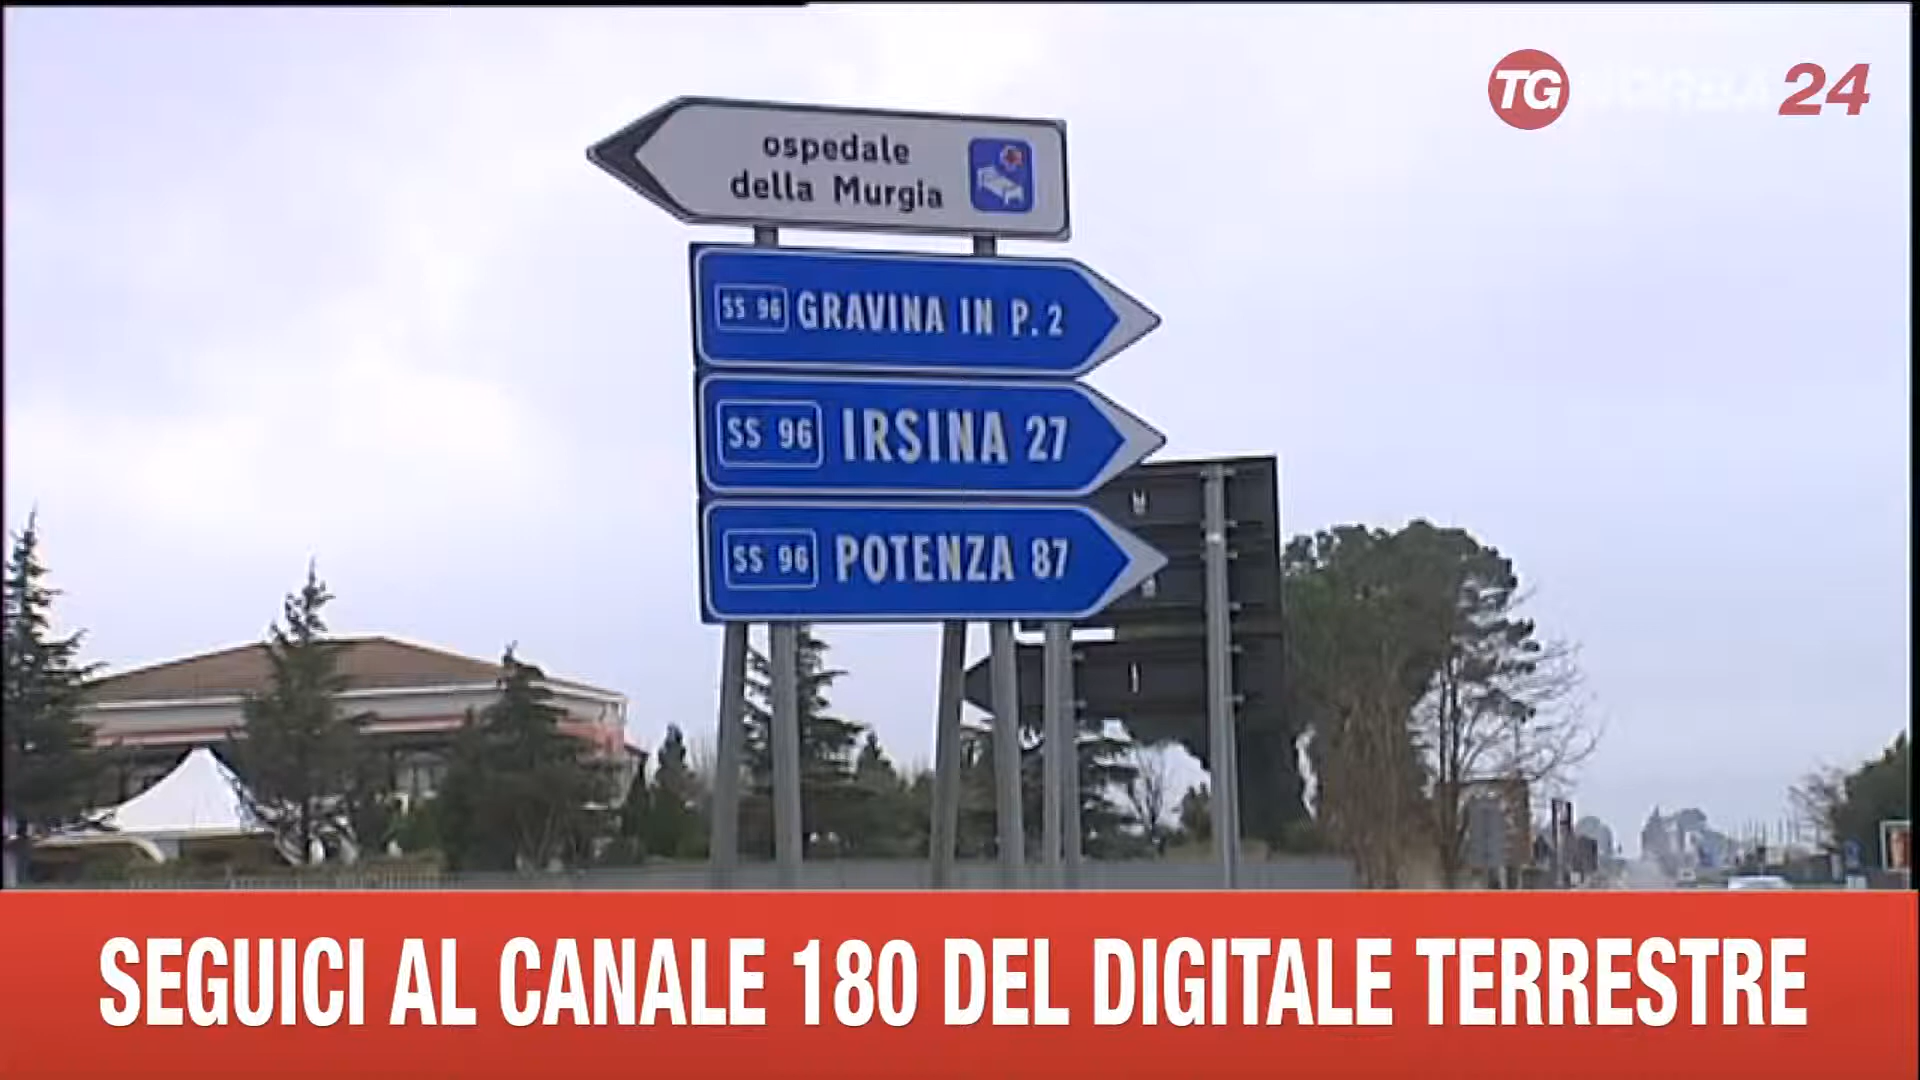 TG NORBA 24
ospedale
della Murgia
SS 96 GRAVINA IN P. 2
SS 96 IRSINA 27
SS 96 POTENZA 87
SEGUICI AL CANALE 180 DEL DIGITALE TERRESTRE